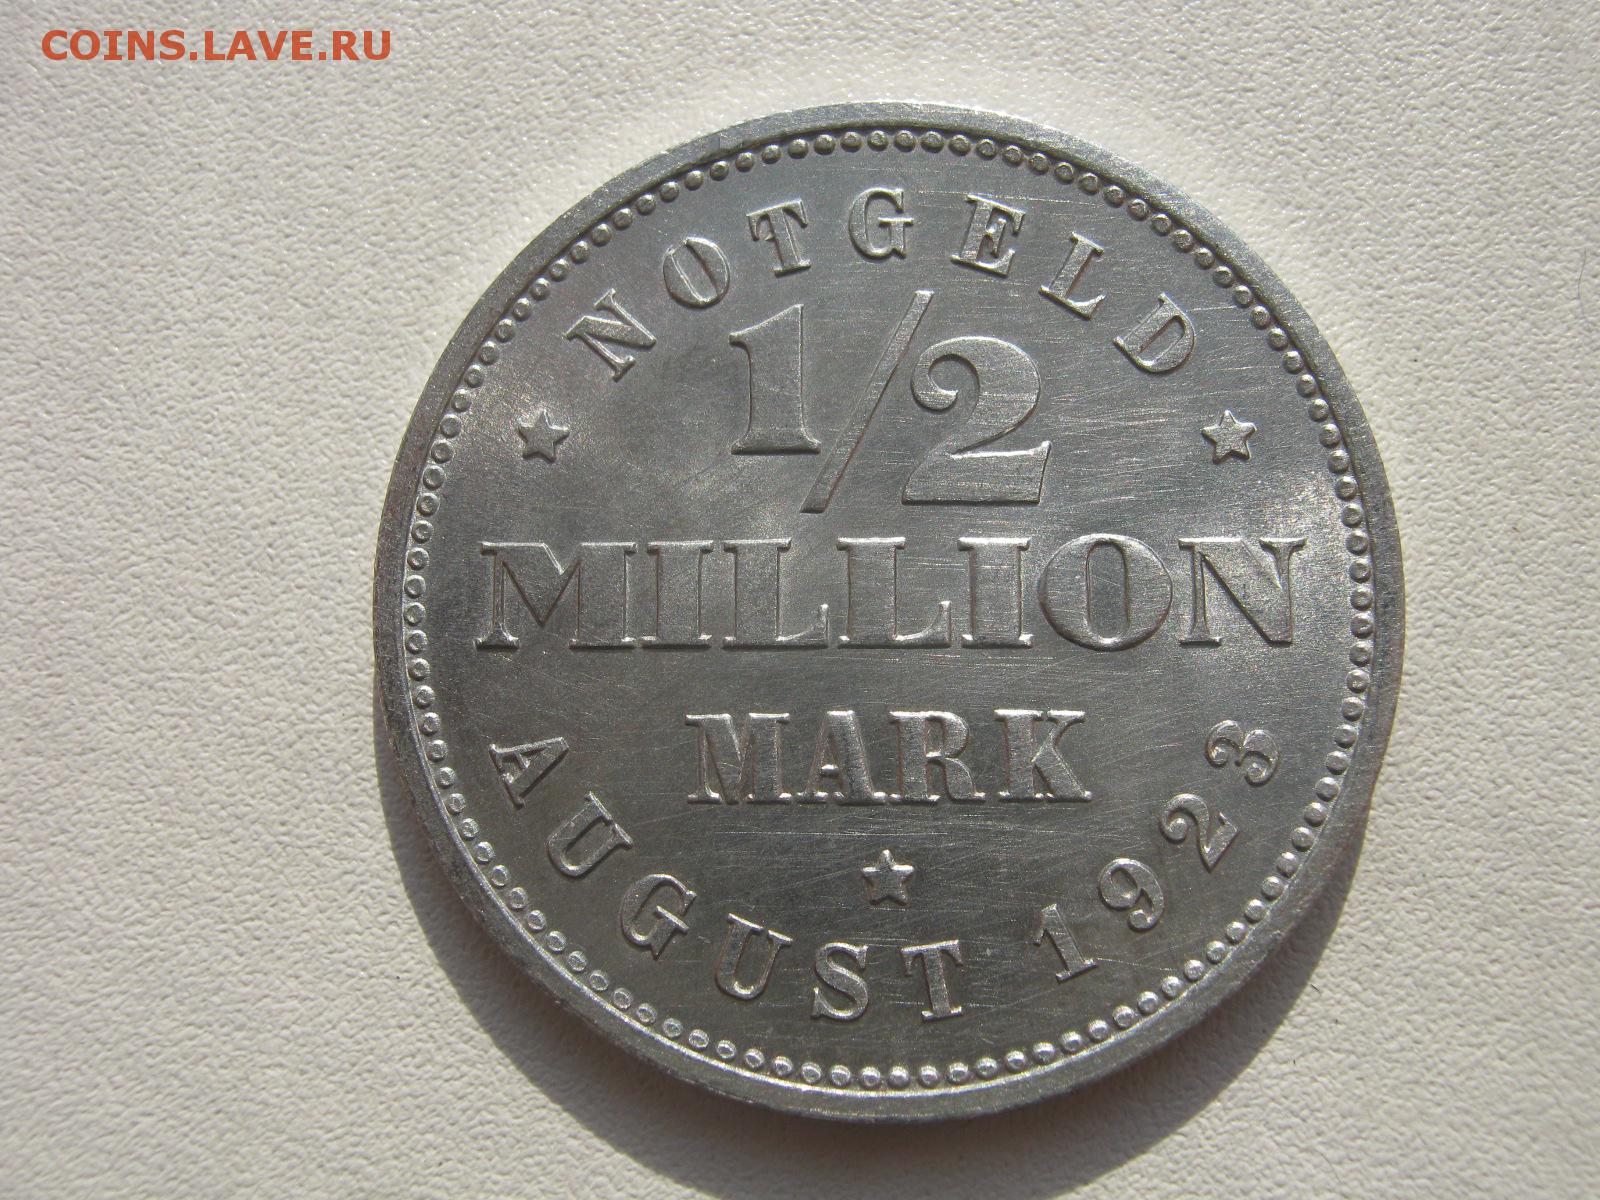 COINS.LAVE.RU
NOTGELD
1/2
MILLION
MARK
AUGUST 1923